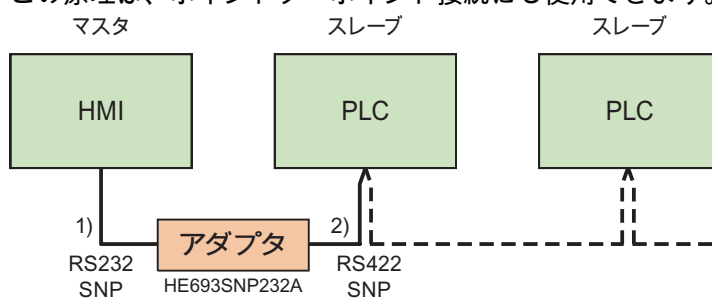 この原理は、ポイントツーポイント接続にも使用できます。
マスタ
スレーブ
スレーブ
HMI
PLC
PLC
1)
アダプタ
2)
RS232
SNP
HE693SNP232A
RS422
SNP